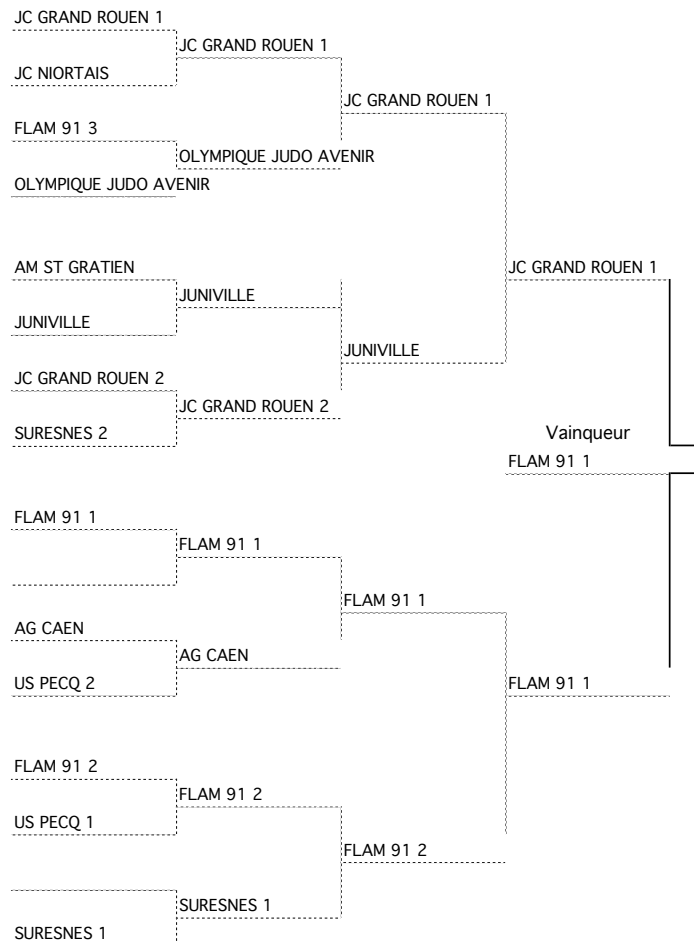 JC GRAND ROUEN 1
JC GRAND ROUEN 1
JC NIORTAIS
JC GRAND ROUEN 1
FLAM 91 3
OLYMPIQUE JUDO AVENIR
OLYMPIQUE JUDO AVENIR
AM ST GRATIEN
JC GRAND ROUEN 1
JUNIVILLE
JUNIVILLE
JUNIVILLE
JC GRAND ROUEN 2
JC GRAND ROUEN 2
SURESNES 2
Vainqueur
FLAM 91 1
FLAM 91 1
FLAM 91 1
FLAM 91 1
AG CAEN
AG CAEN
US PECQ 2
FLAM 91 1
FLAM 91 2
FLAM 91 2
US PECQ 1
FLAM 91 2
SURESNES 1
SURESNES 1